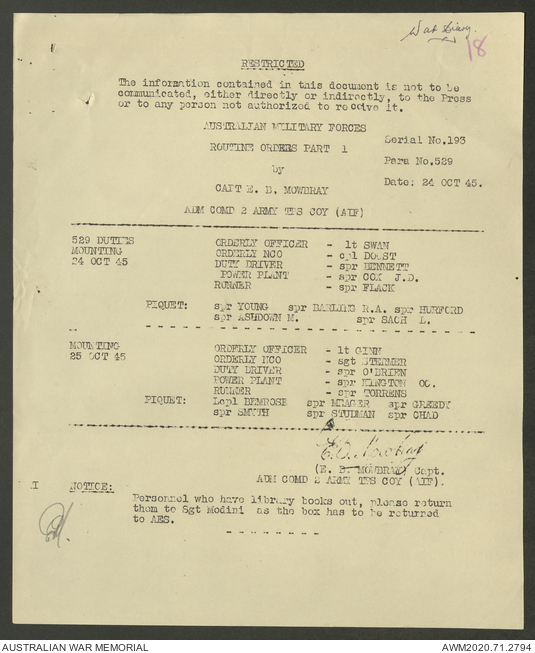 War Diary.
18
RESTRICTED
The information contained in this document is not to be
communicated, either directly or indirectly, to the Press
or to any person not authorized to receive it.
AUSTRALIAN MILITARY FORCES
Serial No.193
ROUTINE ORDERS PART 1
Para No.529
by
Date: 24 OCT 45.
CAPT E. B. MOWBRAY
ADM COMD 2 ARMY TPS COY (AIF)
529 DUTIES ORDERLY OFFICER - lt SWAN
MOUNTING ORDERLY NCO - cpl DOUST
24 OCT 45 DUTY DRIVER - spr BENNETT
POWER PLANT - spr COX J.D.
RUNNER - spr FLACK
PIQUET: spr YOUNG spr DARLING R.A. spr HURFORD
spr ASHDOWN M. spr SACH L.
MOUNTING ORDERLY OFFICER - lt GINN
25 OCT 45 ORDERLY NCO - sgt STERMER
DUTY DRIVER - spr O'BRIEN
POWER PLANT - spr KINGTON
RUNNER - spr TORRENS
PIQUET: Lcpl BEMROSE spr MEAGER spr GREEDY
spr SMYTH spr STUDMAN spr CHAD
E.B. Mowbray
(E. B. MOWBRAY) Capt.
ADM COMD 2 ARMY TPS COY (AIF).
I NOTICE:
Personnel who have library books out, please return
them to Sgt Modini as the box has to be returned
to AES.
AUSTRALIAN WAR MEMORIAL
AWM2020.71.2794